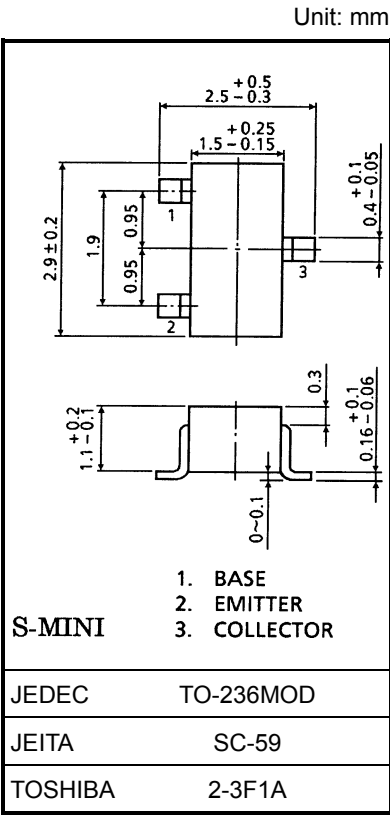 Unit: mm
+0.5
2.5 −0.3
+0.25
1.5 −0.15
2.9±0.2
1.9
0.95
0.95
+0.1
0.4−0.05
1
2
3
+0.2
1.1−0.1
0.3
+0.1
0.16−0.06
0~0.1
S-MINI
1. BASE
2. EMITTER
3. COLLECTOR
JEDEC TO-236MOD
JEITA SC-59
TOSHIBA 2-3F1A